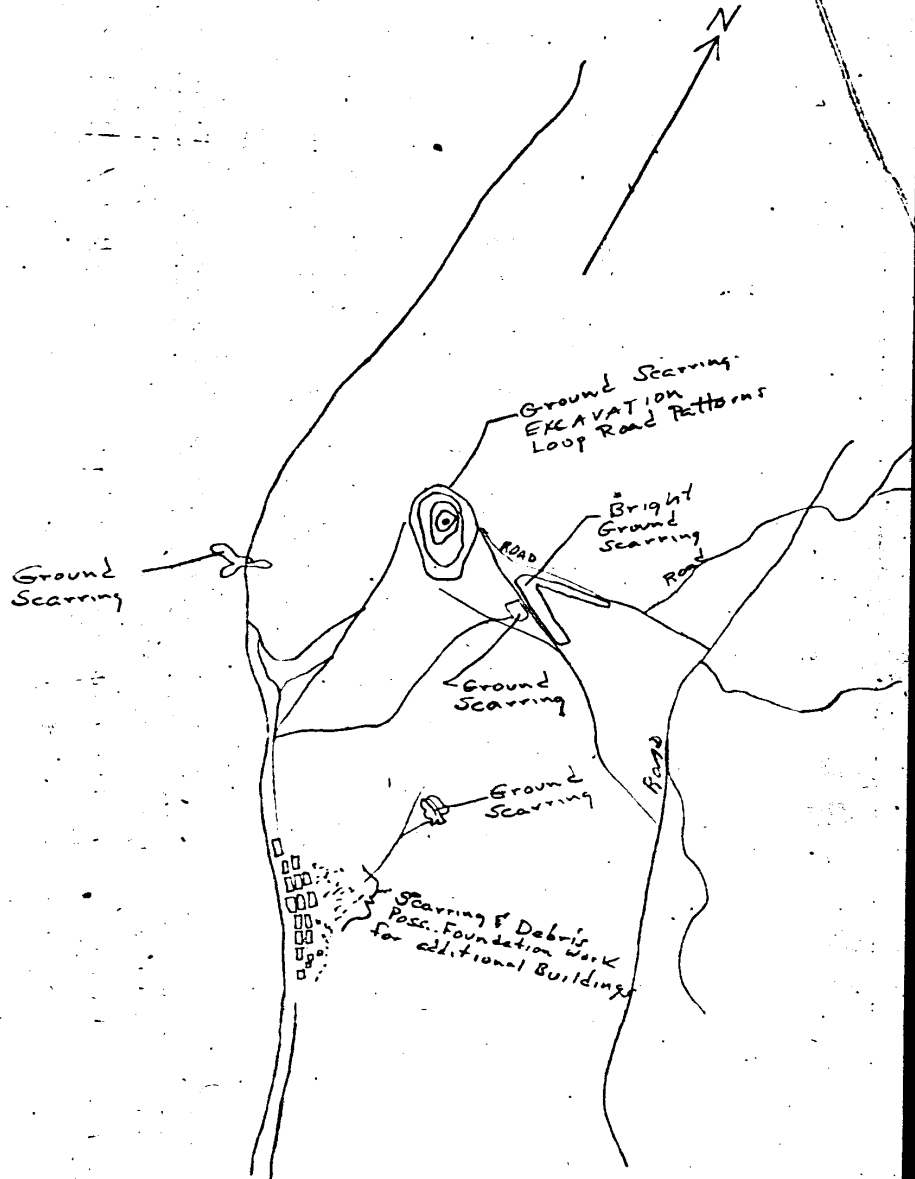 N
Ground Scarring.
EXCAVATION
Loop Road Patterns
Bright
Ground
Scarring
ROAD
Road
Ground
Scarring
Ground
Scarring
Road
Ground
Scarring
Scarring & Debris
Poss. Foundation work
for additional Buildings